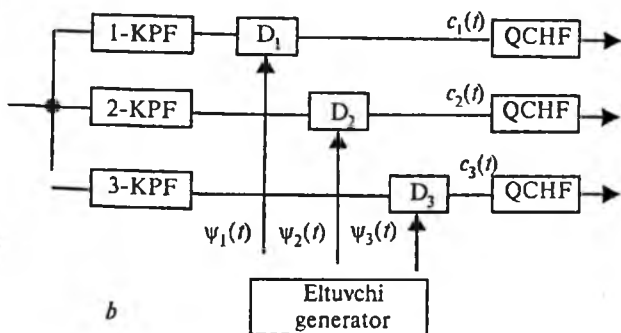 1-KPF D₁ c₁(t) QCHF
2-KPF D₂ c₂(t) QCHF
3-KPF D₃ c₃(t) QCHF
ψ₁(t) ψ₂(t) ψ₃(t)
b
Eltuvchi
generator